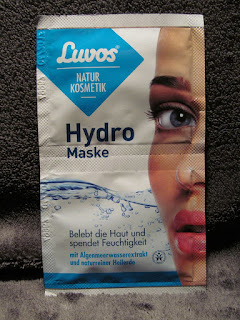 Luvos®
NATUR
KOSMETIK
Hydro
Maske
Belebt die Haut und
spendet Feuchtigkeit
mit Algenmeerwasserextrakt
und naturreiner Heilerde